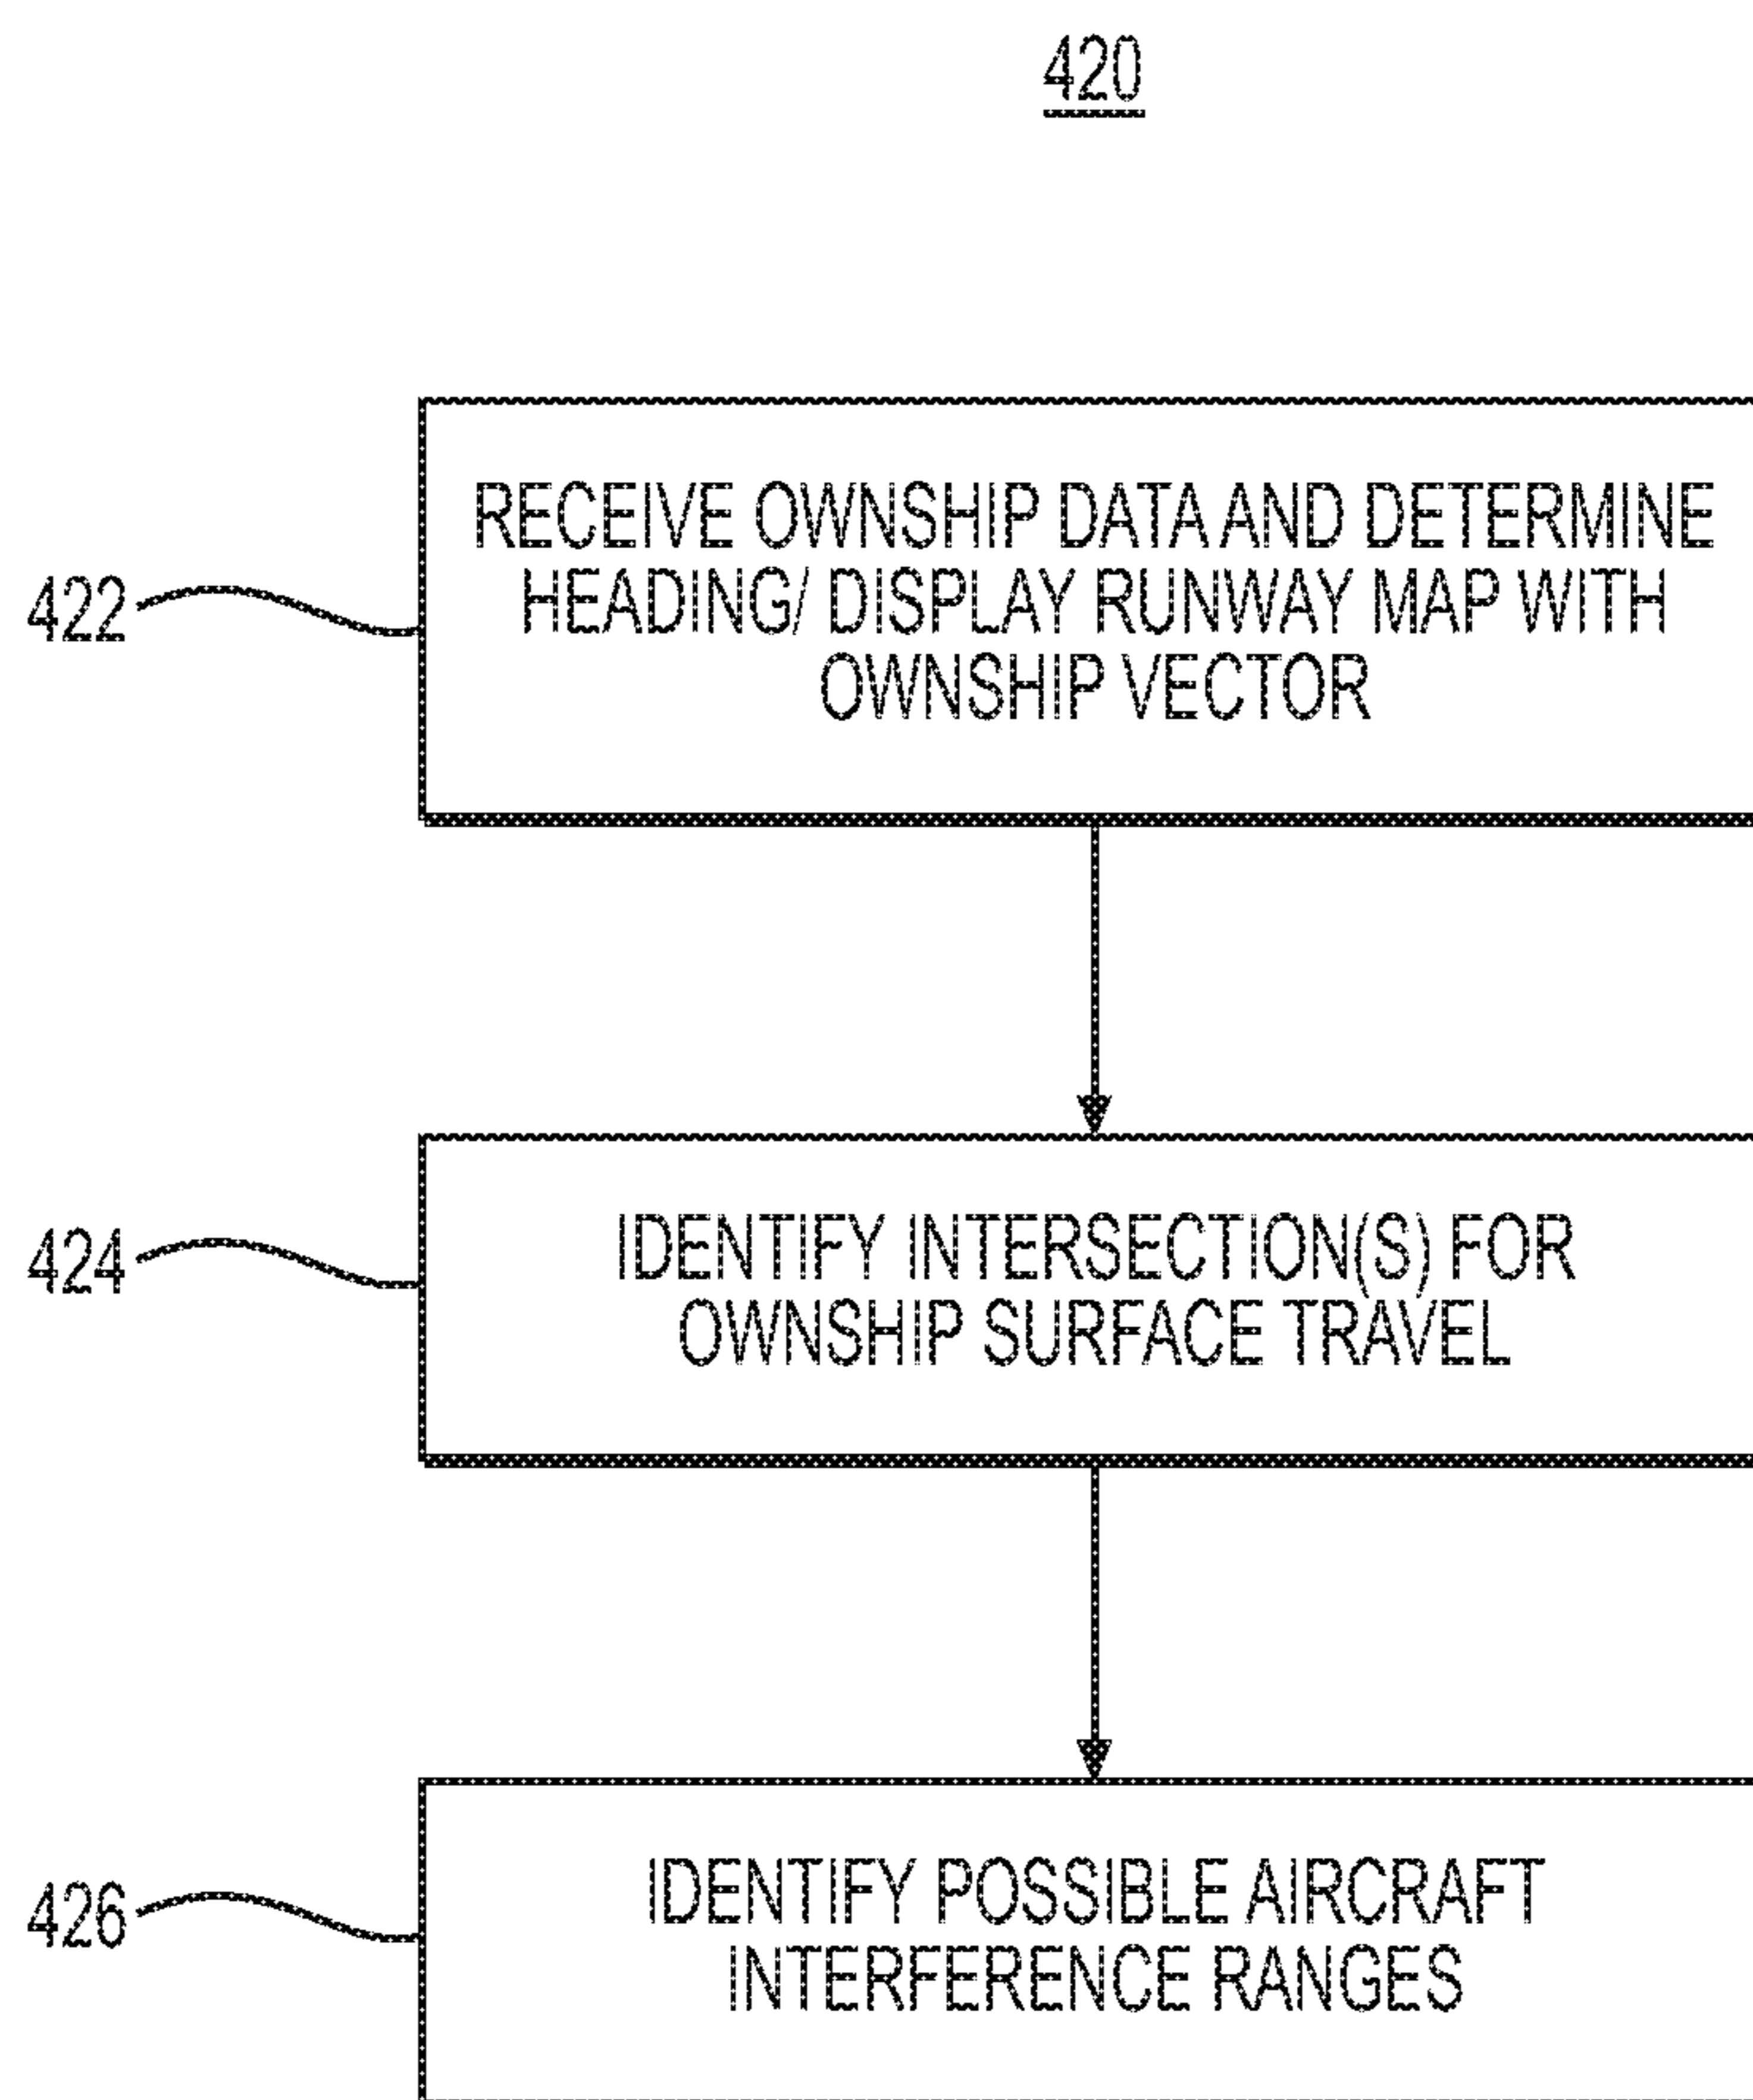 420
422
RECEIVE OWNSHIP DATA AND DETERMINE
HEADING/ DISPLAY RUNWAY MAP WITH
OWNSHIP VECTOR
424
IDENTIFY INTERSECTION(S) FOR
OWNSHIP SURFACE TRAVEL
426
IDENTIFY POSSIBLE AIRCRAFT
INTERFERENCE RANGES